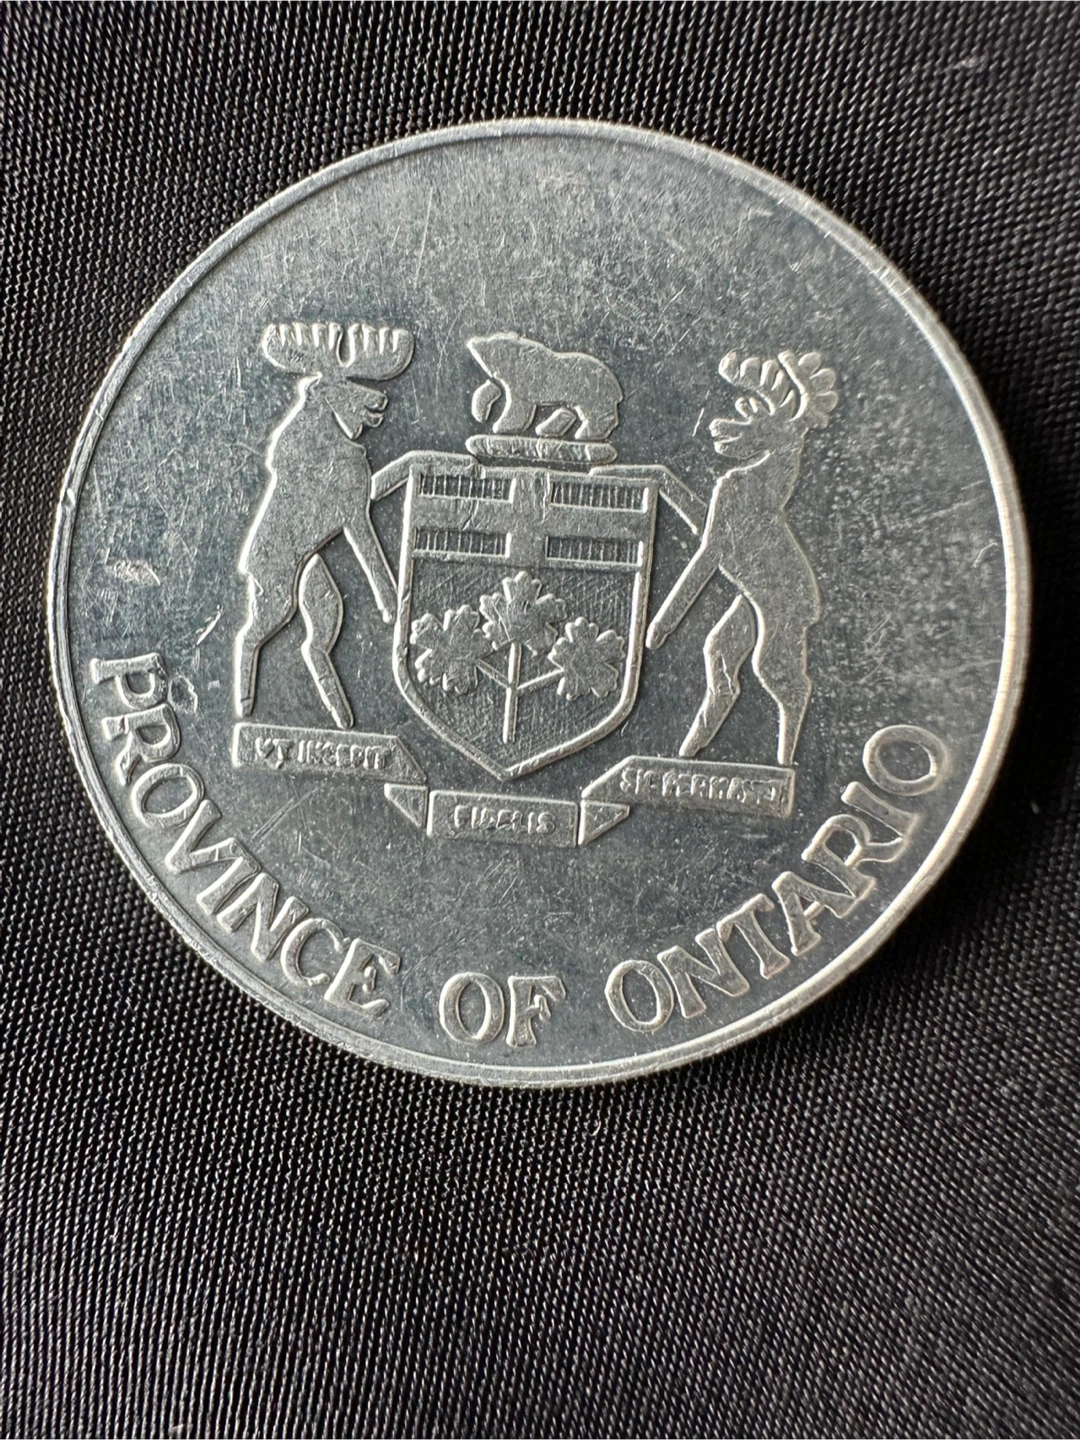 VT INCEPIT
FIDELIS
SIC PERMANET
PROVINCE OF ONTARIO